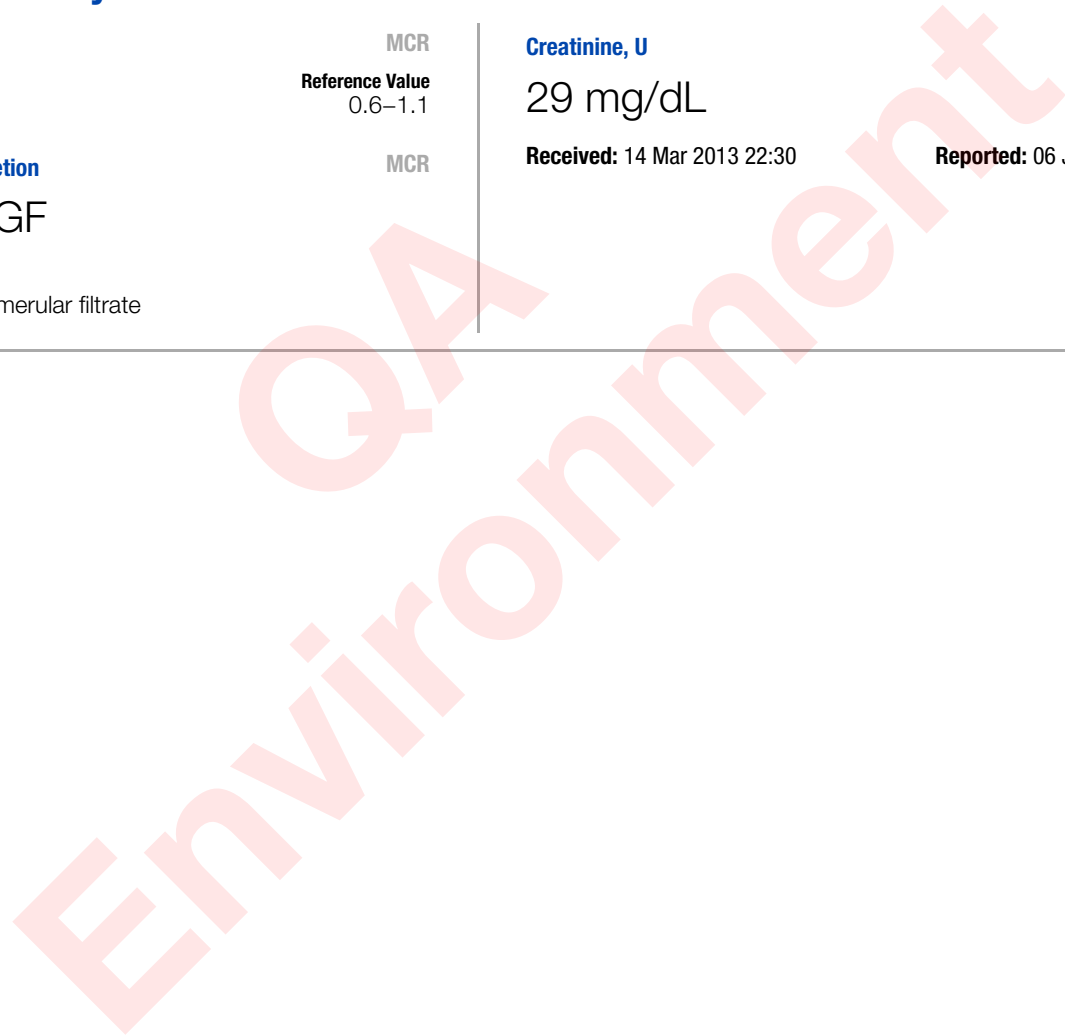 MCR
Reference Value
0.6–1.1
etion
MCR
GF
merular filtrate
Creatinine, U
29 mg/dL
Received: 14 Mar 2013 22:30
Reported: 06 J
QA
Environment